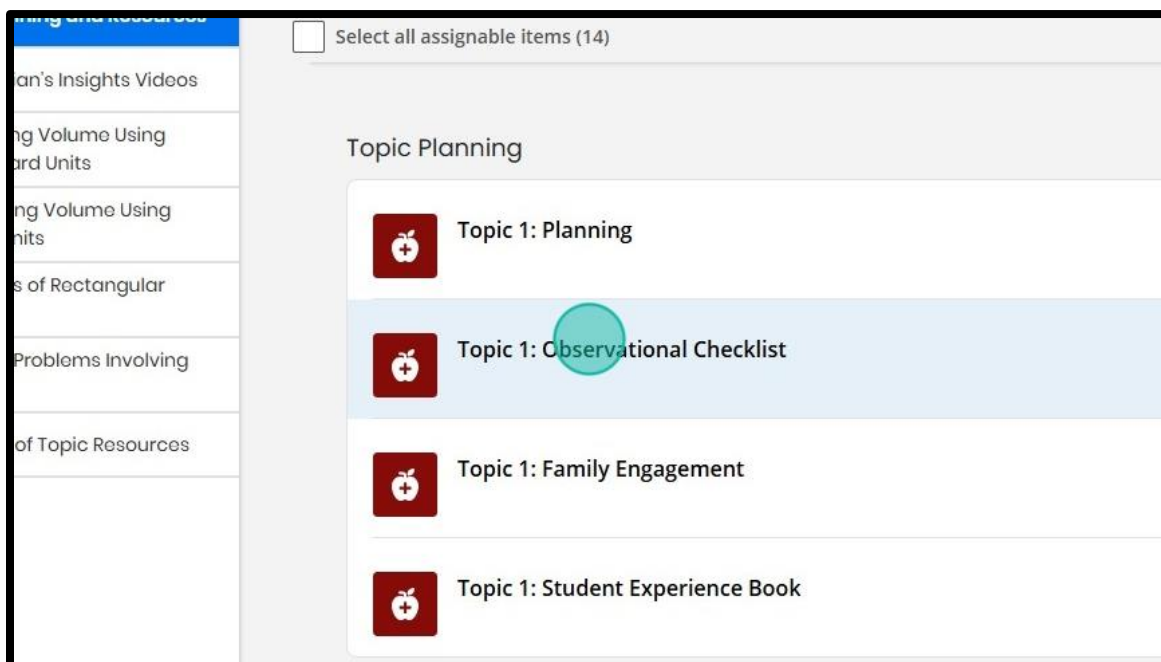 and Resources
Select all assignable items (14)
ian's Insights Videos
ng Volume Using
ard Units
ng Volume Using
nits
s of Rectangular
Problems Involving
of Topic Resources
Topic Planning
Topic 1: Planning
Topic 1: Observational Checklist
Topic 1: Family Engagement
Topic 1: Student Experience Book